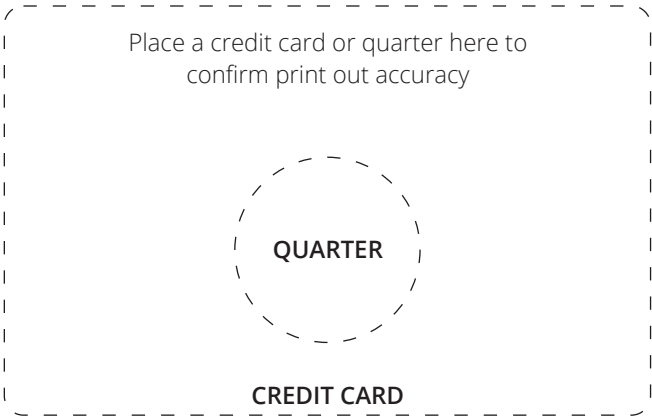 Place a credit card or quarter here to
confirm print out accuracy
QUARTER
CREDIT CARD